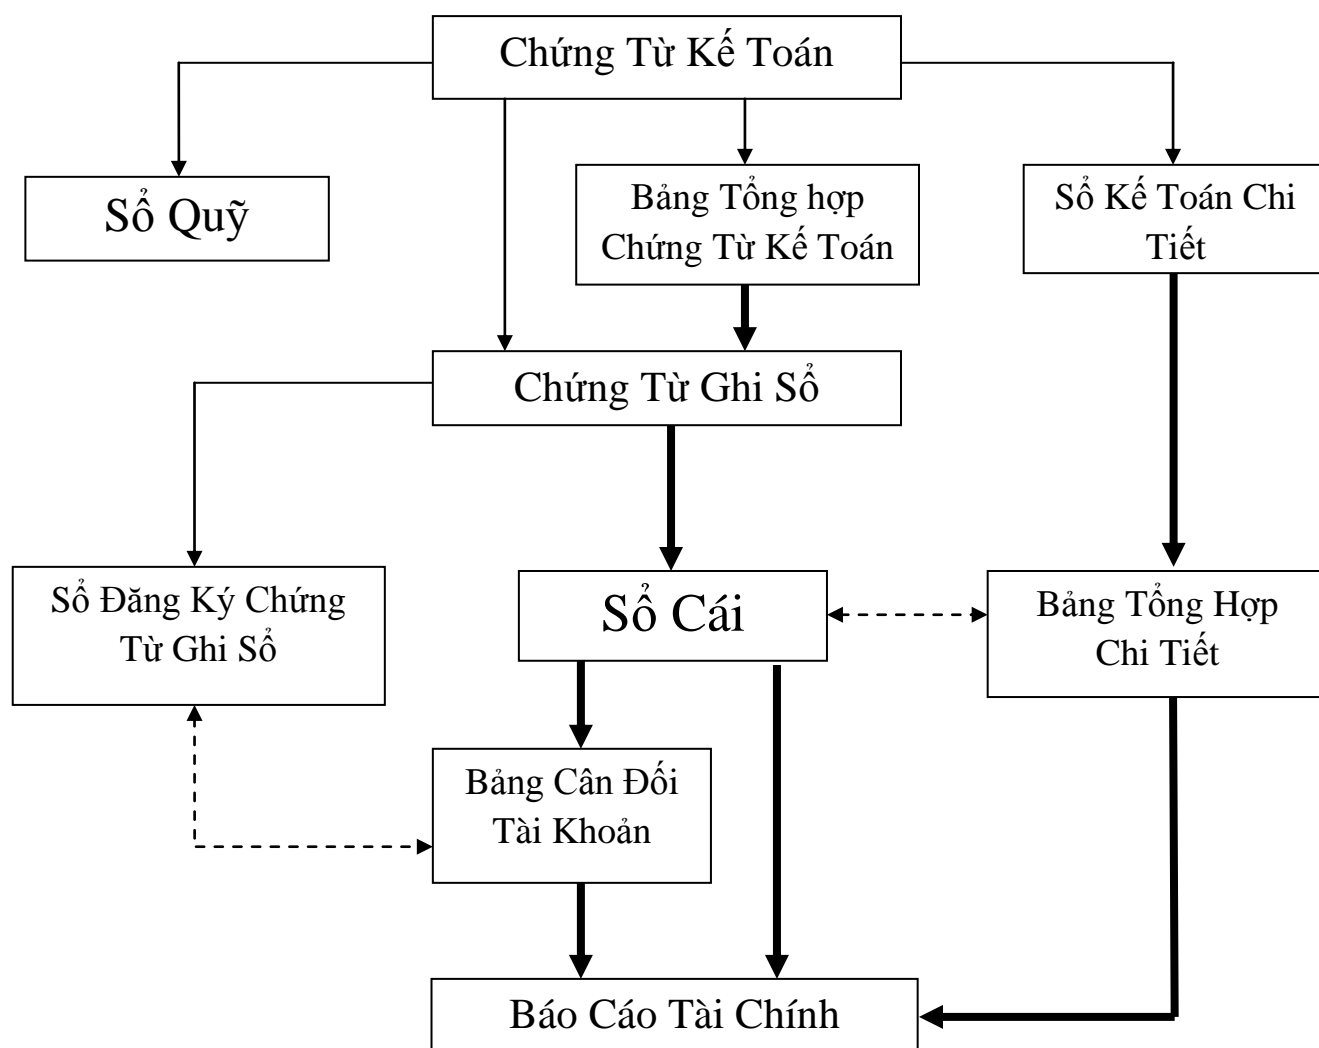 Chứng Từ Kế Toán
Sổ Quỹ
Bảng Tổng hợp
Chứng Từ Kế Toán
Sổ Kế Toán Chi
Tiết
Chứng Từ Ghi Sổ
Sổ Đăng Ký Chứng
Từ Ghi Sổ
Sổ Cái
Bảng Tổng Hợp
Chi Tiết
Bảng Cân Đối
Tài Khoản
Báo Cáo Tài Chính